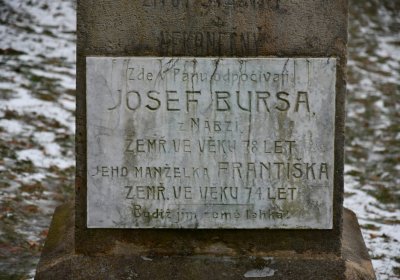 Zde v Pánu odpočívají
JOSEF BURSA,
Z NABZÍ,
ZEMŘ. VE VĚKU 78 LET
JEHO MANŽELKA FRANTIŠKA
ZEMŘ. VE VĚKU 74 LET
Budiž jim země lehká!